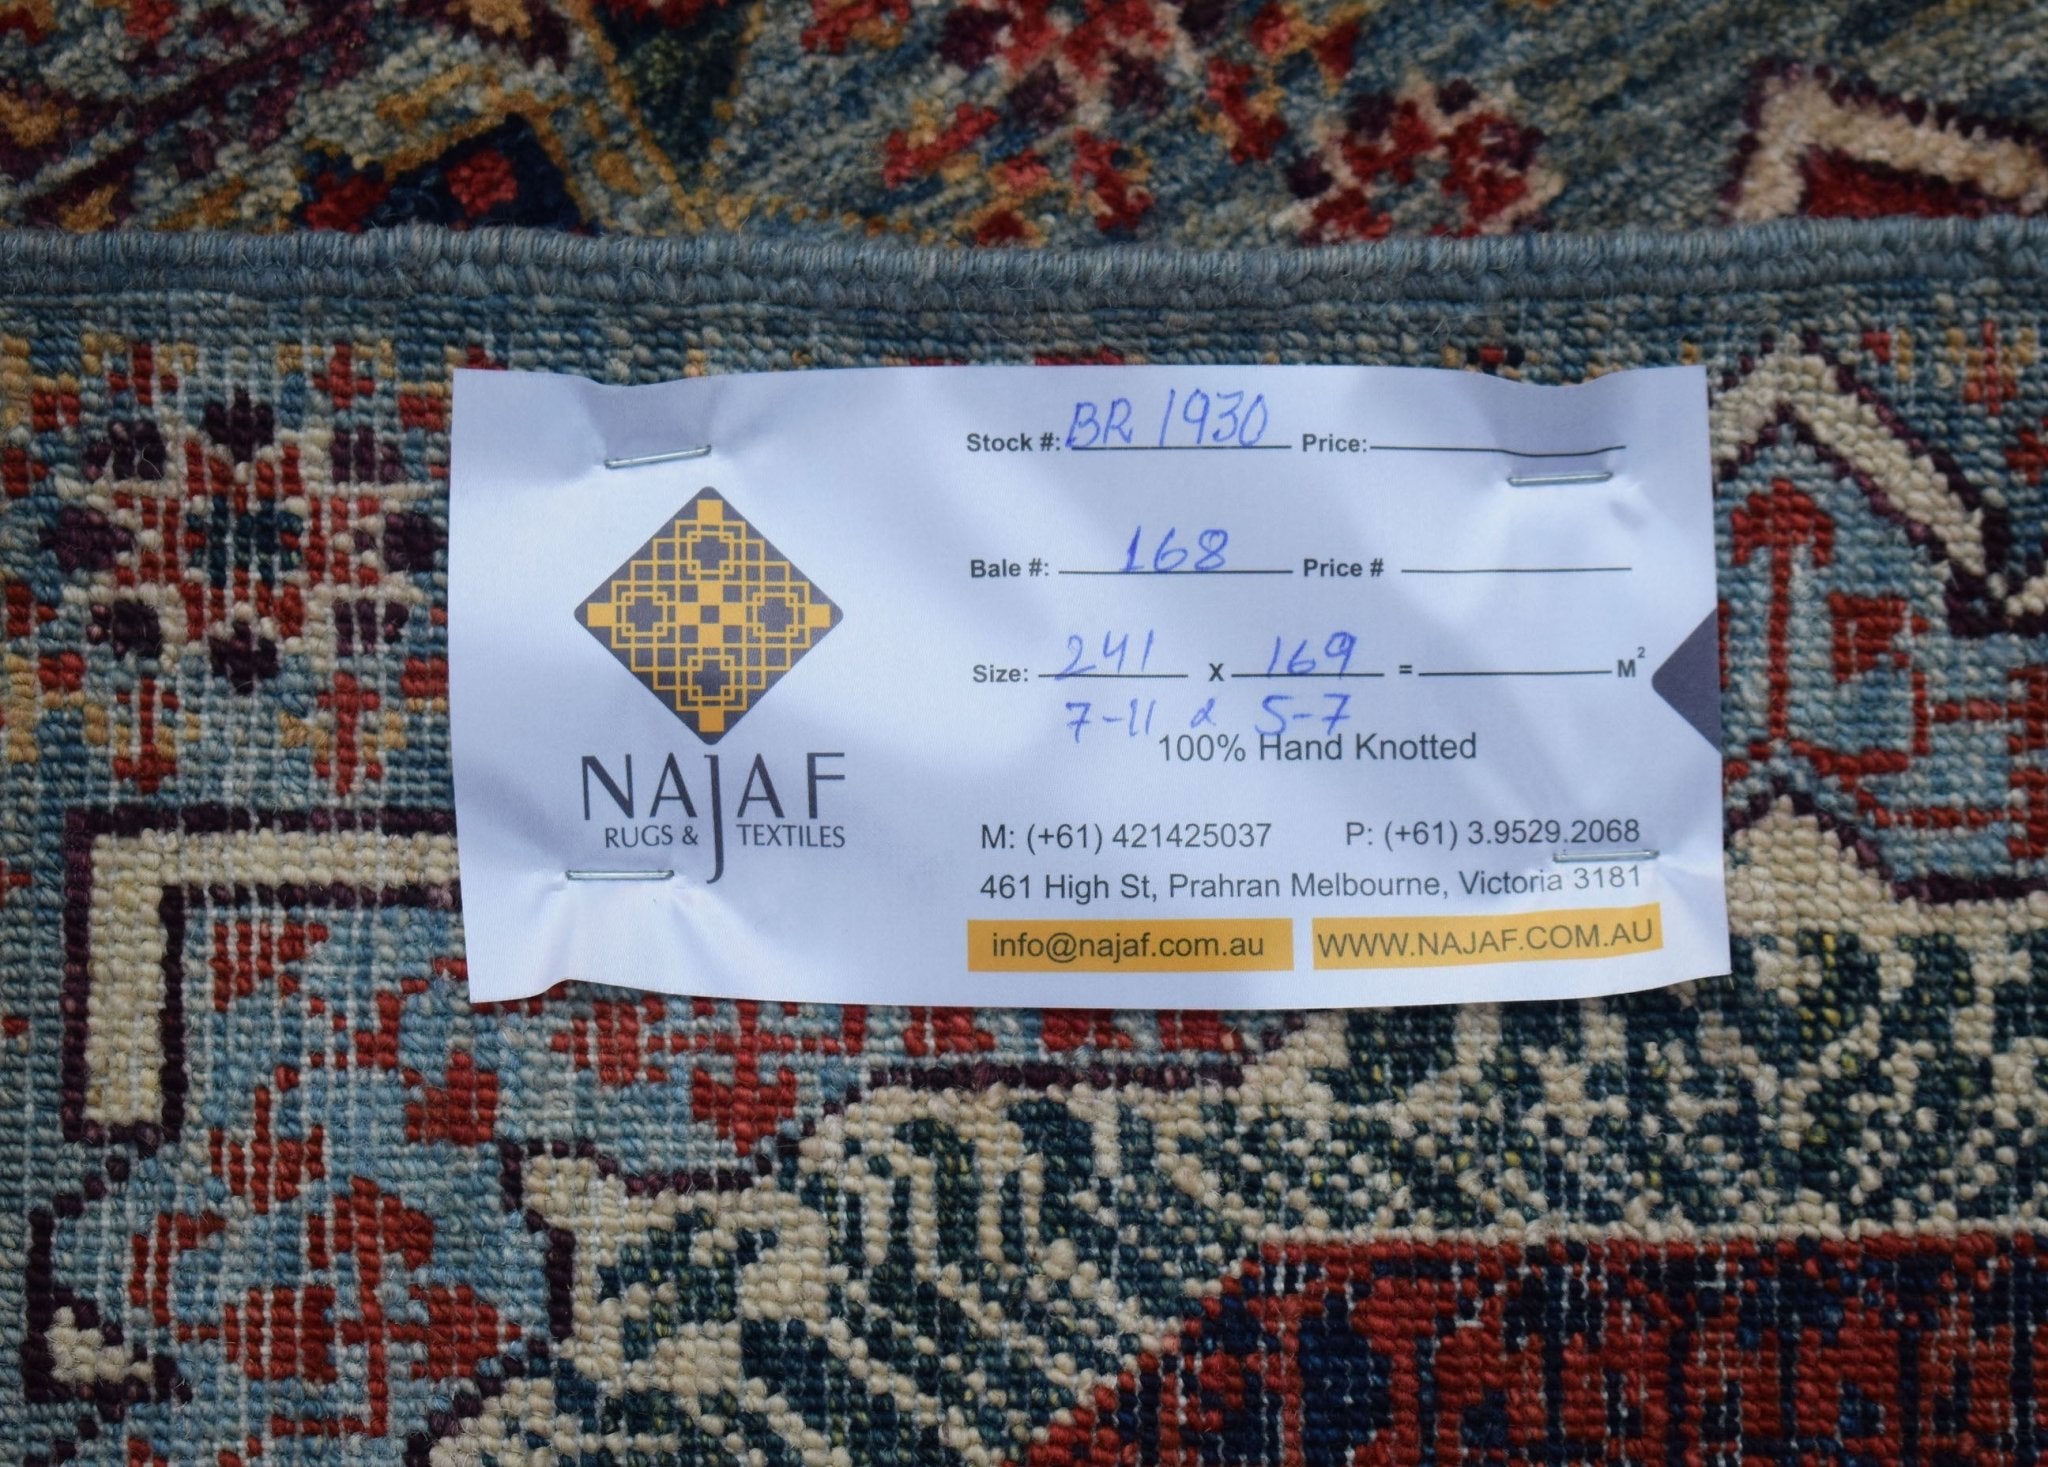 Stock #: BR 1930 Price:
Bale #: 168 Price #
Size: 241 X 169 = M²
7-11 & 5-7
100% Hand Knotted
NAJAF
RUGS & TEXTILES
M: (+61) 421425037 P: (+61) 3.9529.2068
461 High St, Prahran Melbourne, Victoria 3181
info@najaf.com.au WWW.NAJAF.COM.AU